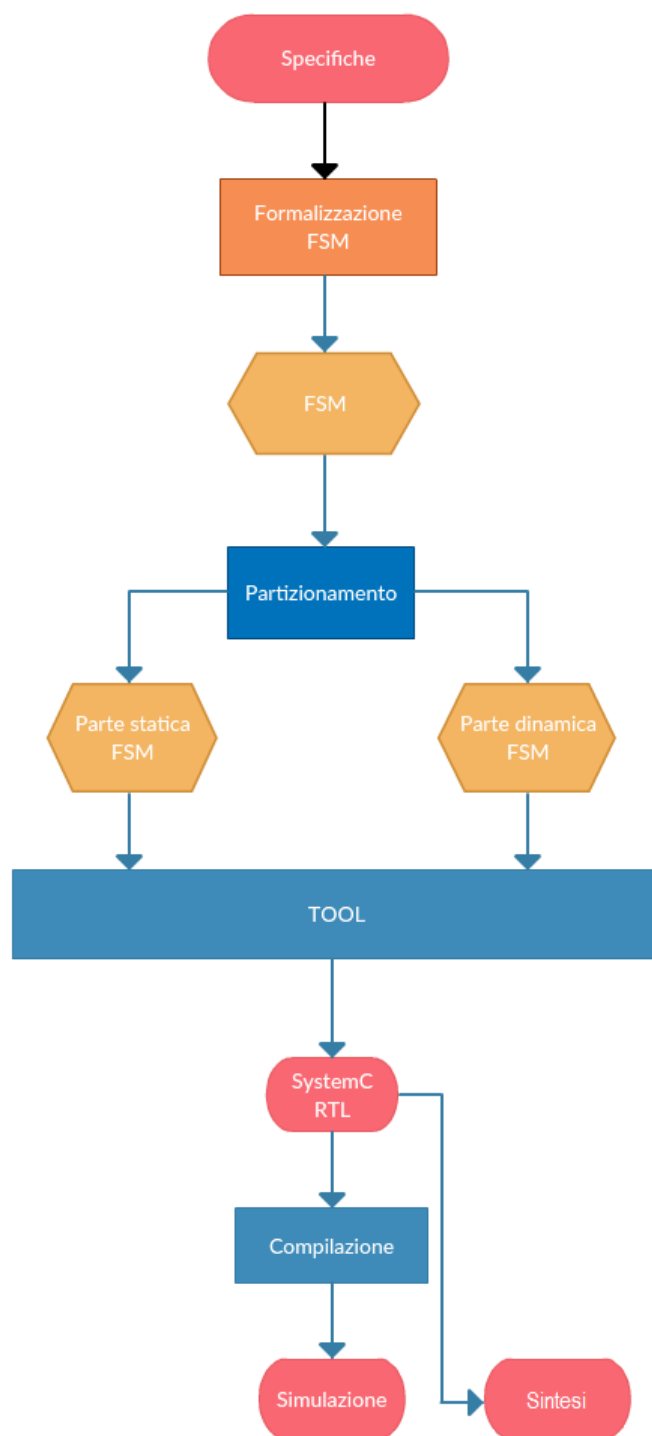 Specifiche
Formalizzazione
FSM
FSM
Partizionamento
Parte statica
FSM
Parte dinamica
FSM
TOOL
SystemC
RTL
Compilazione
Simulazione
Sintesi